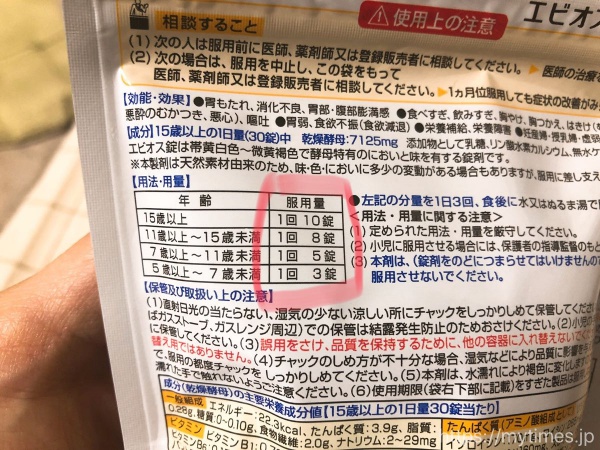 相談すること
⚠使用上の注意
エビオス
(1)次の人は服用前に医師、薬剤師又は登録販売者に相談してください。▶医師の治療を
(2)次の場合は、服用を中止し、この袋をもって
医師、薬剤師又は登録販売者に相談してください。▶1ヵ月位服用しても症状の改善がみ
【効能・効果】●胃もたれ、消化不良、胃部・腹部膨満感 ●食べすぎ、飲みすぎ、胸やけ、胸つかえ、はきけ(
悪酔のむかつき、悪心)、嘔吐 ●胃弱、食欲不振(食欲減退) ●栄養補給、栄養障害 ●妊産婦・授乳婦・虚弱
【成分】15歳以上の1日量(30錠)中 乾燥酵母:7125mg 添加物として乳糖、リン酸水素カルシウム、無水ケ
エビオス錠は帯黄白色～微黄褐色で酵母特有のにおいと味を有する錠剤です。
※本製剤は天然素材由来のため、味・色・においに多少の変動がある場合もありますが、服用に差し支え
【用法・用量】
年齢 服用量
15歳以上 1回 10錠
11歳以上～15歳未満 1回 8錠
7歳以上～11歳未満 1回 5錠
5歳以上～7歳未満 1回 3錠
●左記の分量を1日3回、食後に水又はぬるま湯で
<用法・用量に関する注意>
(1)定められた用法・用量を厳守してください。
(2)小児に服用させる場合には、保護者の指導監督のもと
(3)本剤は、(錠剤をのどにつまらせてはいけませんので
服用させないでください。
【保管及び取扱い上の注意】
(1)直射日光の当たらない、湿気の少ない涼しい所にチャックをしっかりしめて保管してくだ
ばガスストーブ、ガスレンジ周辺)での保管は結露発生防止のためおさけください。(2)小児の
に保管してください。(3)誤用をさけ、品質を保持するために、他の容器に入れ替えないでく
替え用ではありません。(4)チャックのしめ方が不十分な場合、湿気などにより品質に影響を
で、服用の都度チャックをしっかりしめてください。(5)本剤は、水濡れにより褐色に変化しま
濡れた手で触れないようご注意ください。(6)使用期限(袋右下部に記載)をすぎた製品は服
成分(乾燥酵母)の主要栄養成分値【15歳以上の1日量30錠当たり】
一般組成 エネルギー:22.3kcal、たんぱく質:3.9g、脂質:
0.28g、糖質:0～0.10g、食物繊維:2.0g、ナトリウム:2～29mg
たんぱく質(アミノ酸組成として)
ビタミン ビタミンB1:0.7
イソロイシン
https://mytimes.jp